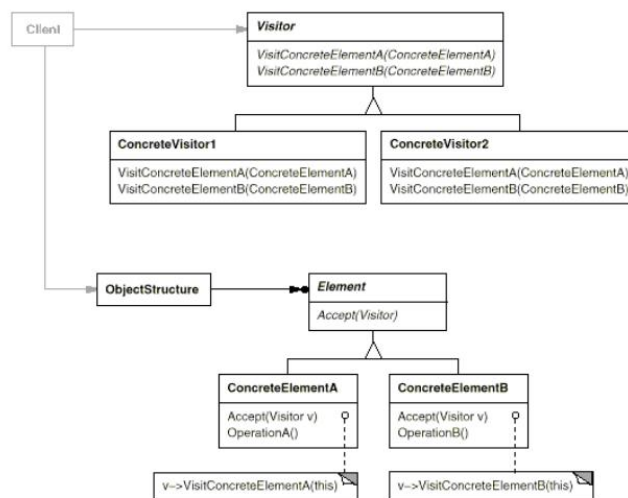 Client
Visitor
VisitConcreteElementA(ConcreteElementA)
VisitConcreteElementB(ConcreteElementB)
ConcreteVisitor1
VisitConcreteElementA(ConcreteElementA)
VisitConcreteElementB(ConcreteElementB)
ConcreteVisitor2
VisitConcreteElementA(ConcreteElementA)
VisitConcreteElementB(ConcreteElementB)
ObjectStructure
Element
Accept(Visitor)
ConcreteElementA
Accept(Visitor v)
OperationA()
ConcreteElementB
Accept(Visitor v)
OperationB()
v->VisitConcreteElementA(this)
v->VisitConcreteElementB(this)